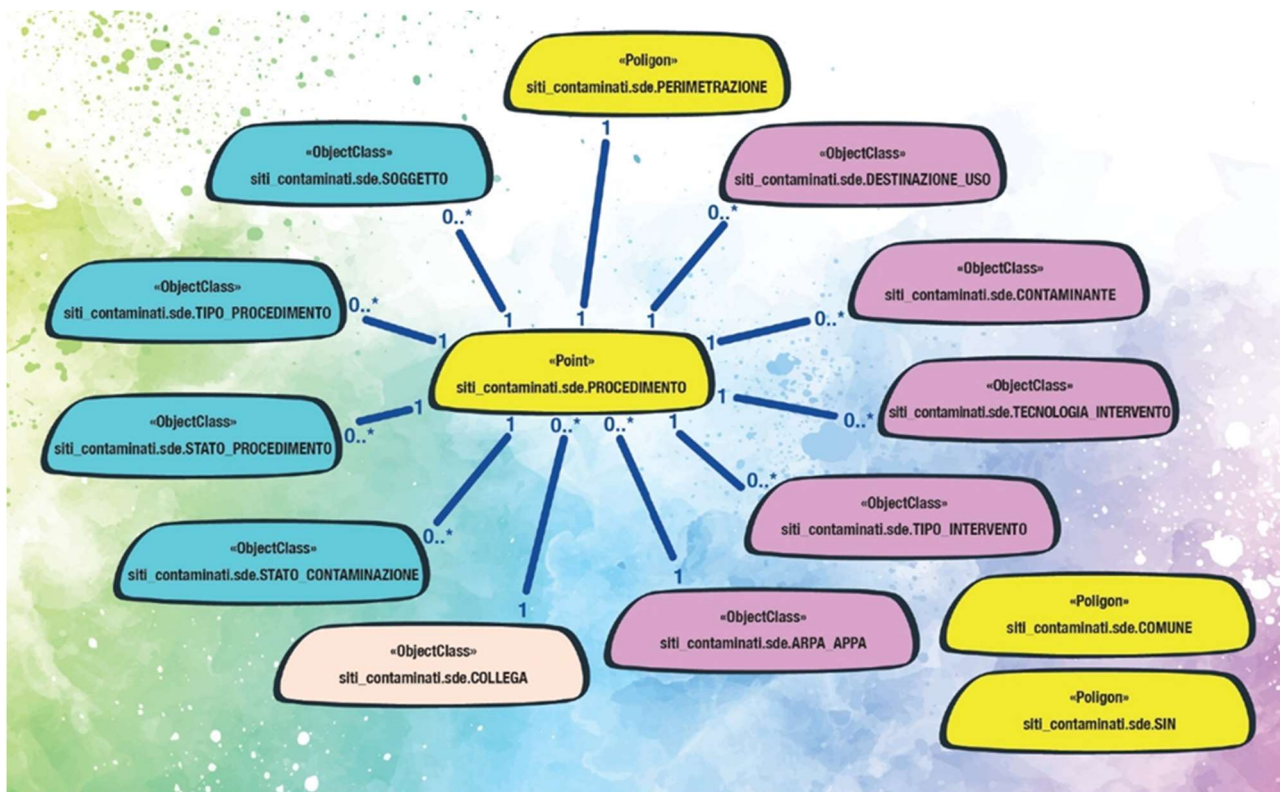 «Poligon»
siti_contaminati.sde.PERIMETRAZIONE
1
«ObjectClass»
siti_contaminati.sde.SOGGETTO
0..*
1
«ObjectClass»
siti_contaminati.sde.DESTINAZIONE_USO
0..*
1
1
«ObjectClass»
siti_contaminati.sde.TIPO_PROCEDIMENTO
0..*
1
«ObjectClass»
siti_contaminati.sde.CONTAMINANTE
0..*
1
«Point»
siti_contaminati.sde.PROCEDIMENTO
«ObjectClass»
siti_contaminati.sde.STATO_PROCEDIMENTO
0..*
1
«ObjectClass»
siti_contaminati.sde.TECNOLOGIA_INTERVENTO
0..*
1
1
0..*
0..*
1
«ObjectClass»
siti_contaminati.sde.STATO_CONTAMINAZIONE
0..*
«ObjectClass»
siti_contaminati.sde.TIPO_INTERVENTO
0..*
1
«ObjectClass»
siti_contaminati.sde.COLLEGA
1
«ObjectClass»
siti_contaminati.sde.ARPA_APPA
«Poligon»
siti_contaminati.sde.COMUNE
«Poligon»
siti_contaminati.sde.SIN